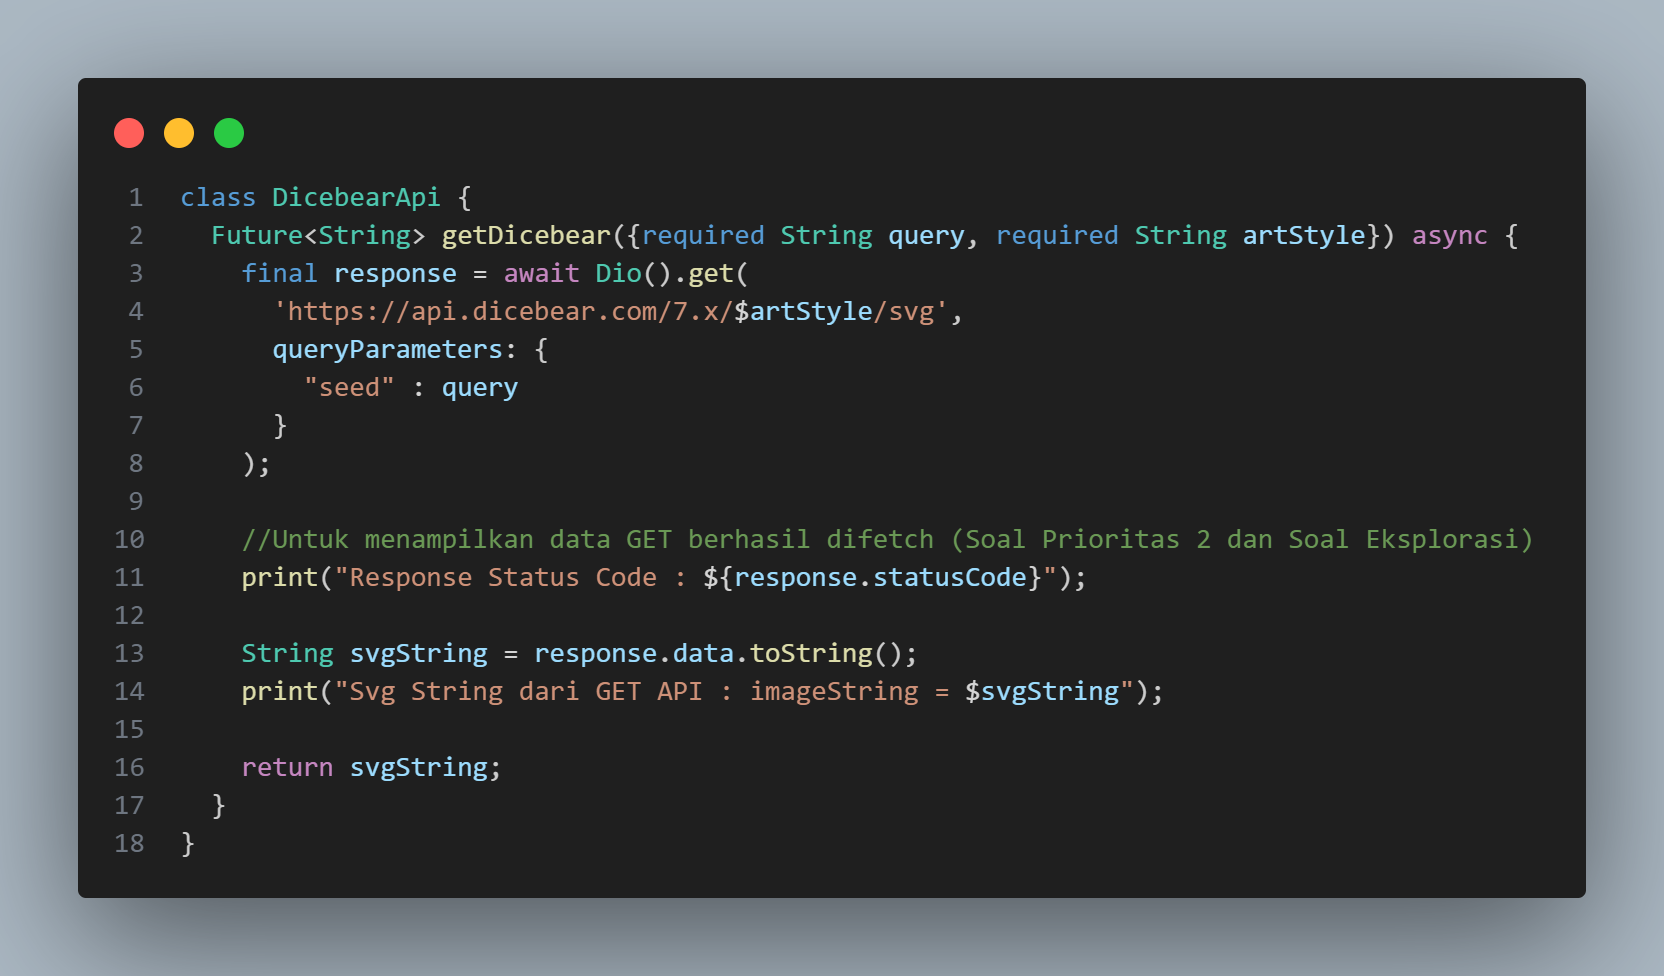 1 class DicebearApi {
2   Future<String> getDicebear({required String query, required String artStyle}) async {
3     final response = await Dio().get(
4       'https://api.dicebear.com/7.x/$artStyle/svg',
5       queryParameters: {
6         "seed" : query
7       }
8     );
9
10     //Untuk menampilkan data GET berhasil difetch (Soal Prioritas 2 dan Soal Eksplorasi)
11     print("Response Status Code : ${response.statusCode}");
12
13     String svgString = response.data.toString();
14     print("Svg String dari GET API : imageString = $svgString");
15
16     return svgString;
17   }
18 }